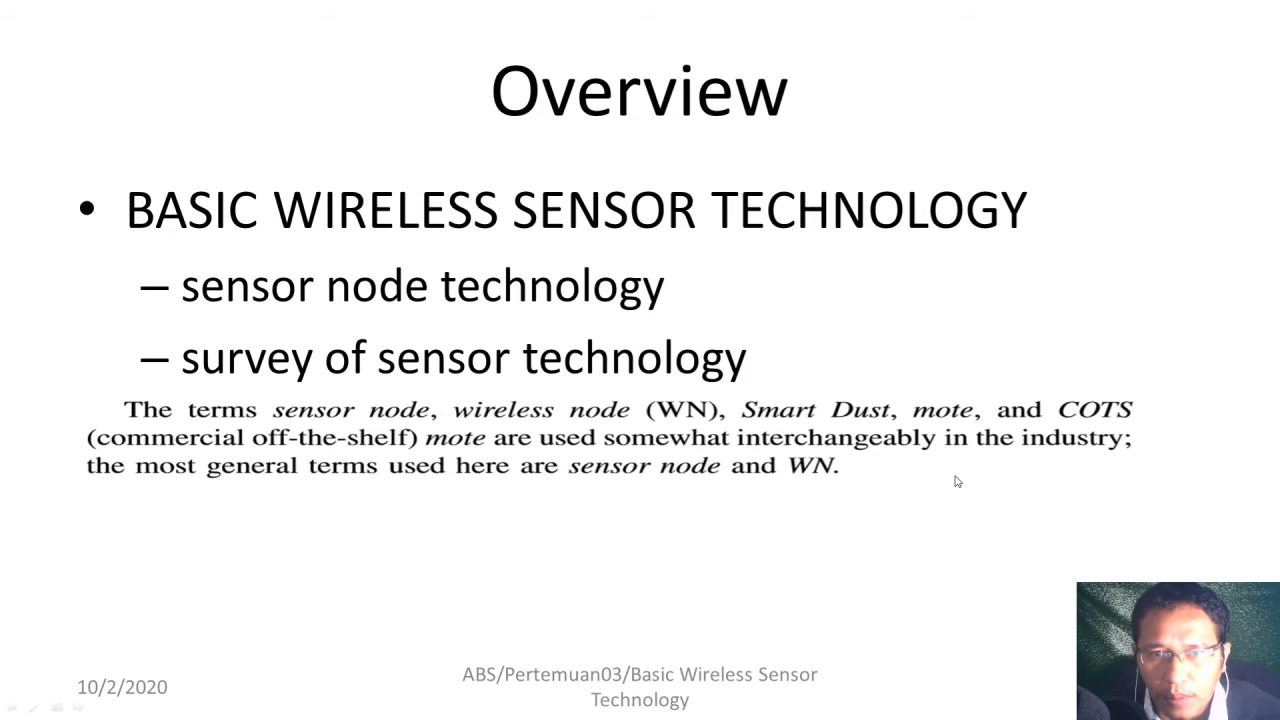 Overview
• BASIC WIRELESS SENSOR TECHNOLOGY
– sensor node technology
– survey of sensor technology
The terms sensor node, wireless node (WN), Smart Dust, mote, and COTS
(commercial off-the-shelf) mote are used somewhat interchangeably in the industry;
the most general terms used here are sensor node and WN.
10/2/2020
ABS/Pertemuan03/Basic Wireless Sensor
Technology